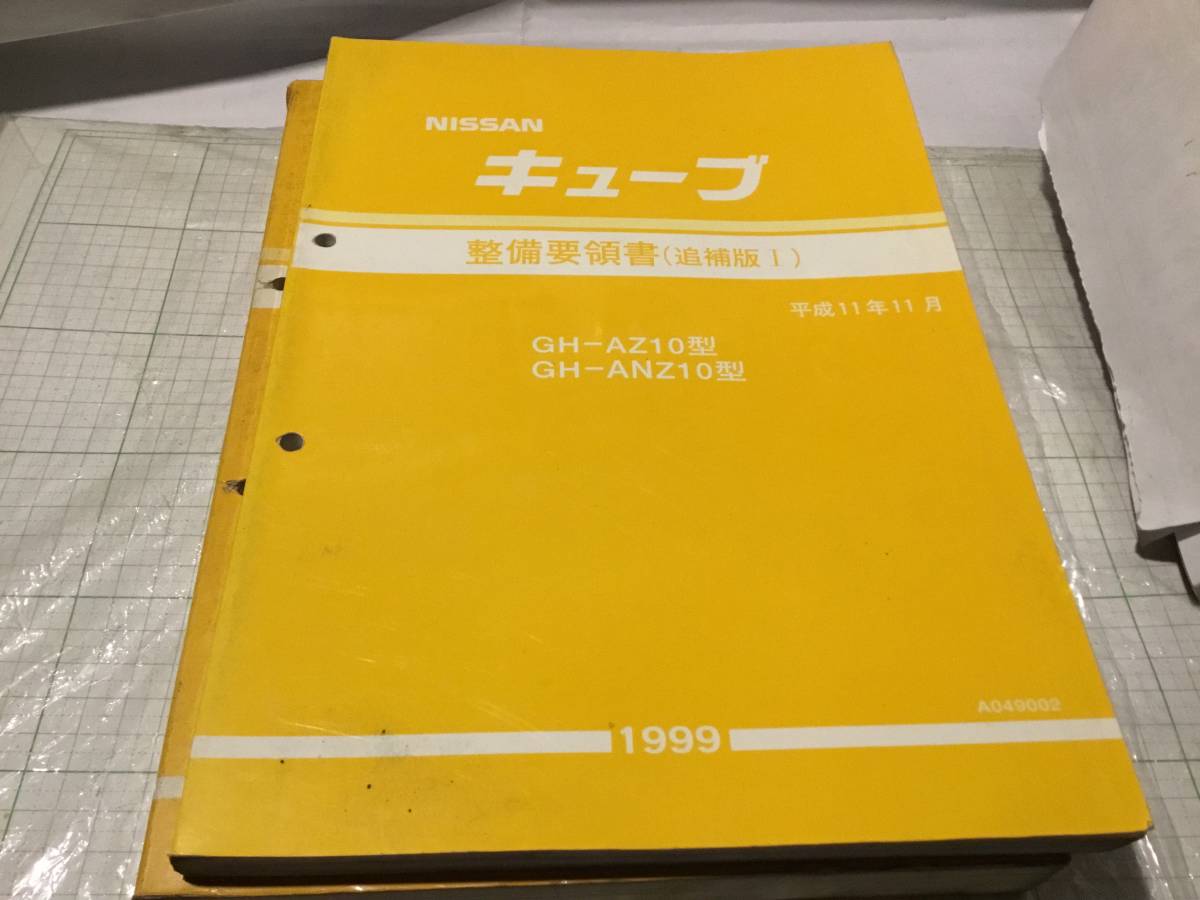 NISSAN
キューブ
整備要領書(追補版Ⅰ)
平成11年11月
GH-AZ10型
GH-ANZ10型
A049002
1999